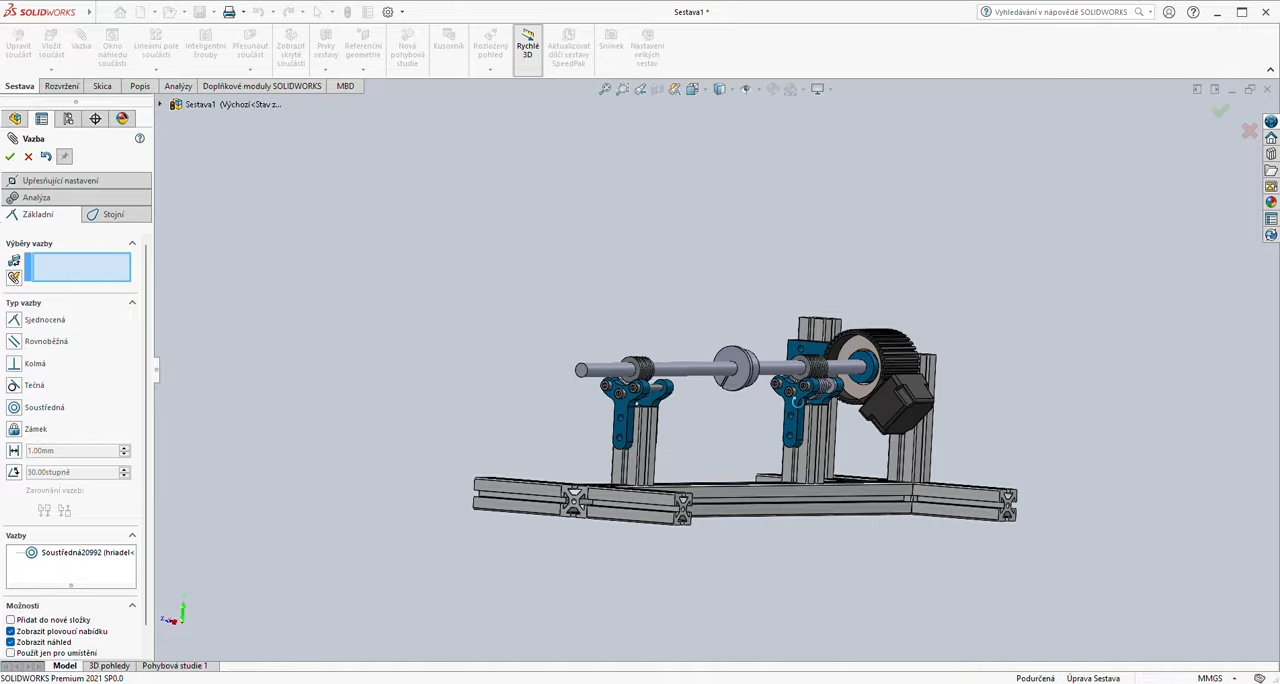 SOLIDWORKS
Sestava1 *
Vyhledávání v nápovědě SOLIDWORKS
Upravit součást
Vložit součást
Vazba
Okno náhledu součásti
Lineární pole součásti
Inteligentní šrouby
Přesunout součást
Zobrazit skryté součásti
Prvky sestavy
Referenční geometrie
Nová pohybová studie
Kusovník
Rozložený pohled
Rychlé 3D
Aktualizovat dílčí sestavy SpeedPak
Snímek
Nastavení velkých sestav
Sestava
Rozvržení
Skica
Popis
Analýzy
Doplňkové moduly SOLIDWORKS
MBD
Sestava1 (Výchozí<Stav z...
Vazba
Upřesňující nastavení
Analýza
Základní
Stojní
Výběry vazby
Typ vazby
Sjednocená
Rovnoběžná
Kolmá
Tečná
Soustředná
Zámek
1.00mm
30.00stupně
Zarovnání vazeb:
Vazby
Soustředná20992 (hriadel<
Možnosti
Přidat do nové složky
Zobrazit plovoucí nabídku
Zobrazit náhled
Použít jen pro umístění
Z
Model
3D pohledy
Pohybová studie 1
SOLIDWORKS Premium 2021 SP0.0
Podurčená
Úprava Sestava
MMGS